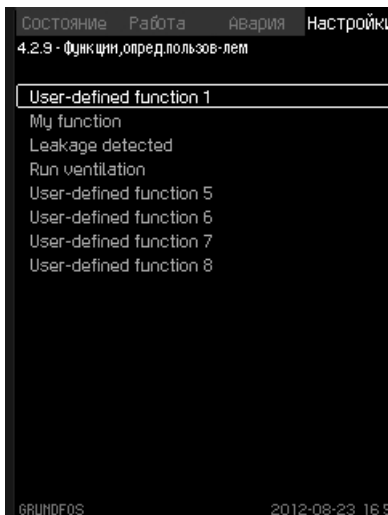 Состояние Работа Авария Настройки
4.2.9 - Функции,опред.пользов-лем
User-defined function 1
My function
Leakage detected
Run ventilation
User-defined function 5
User-defined function 6
User-defined function 7
User-defined function 8
GRUNDFOS 2012-08-23